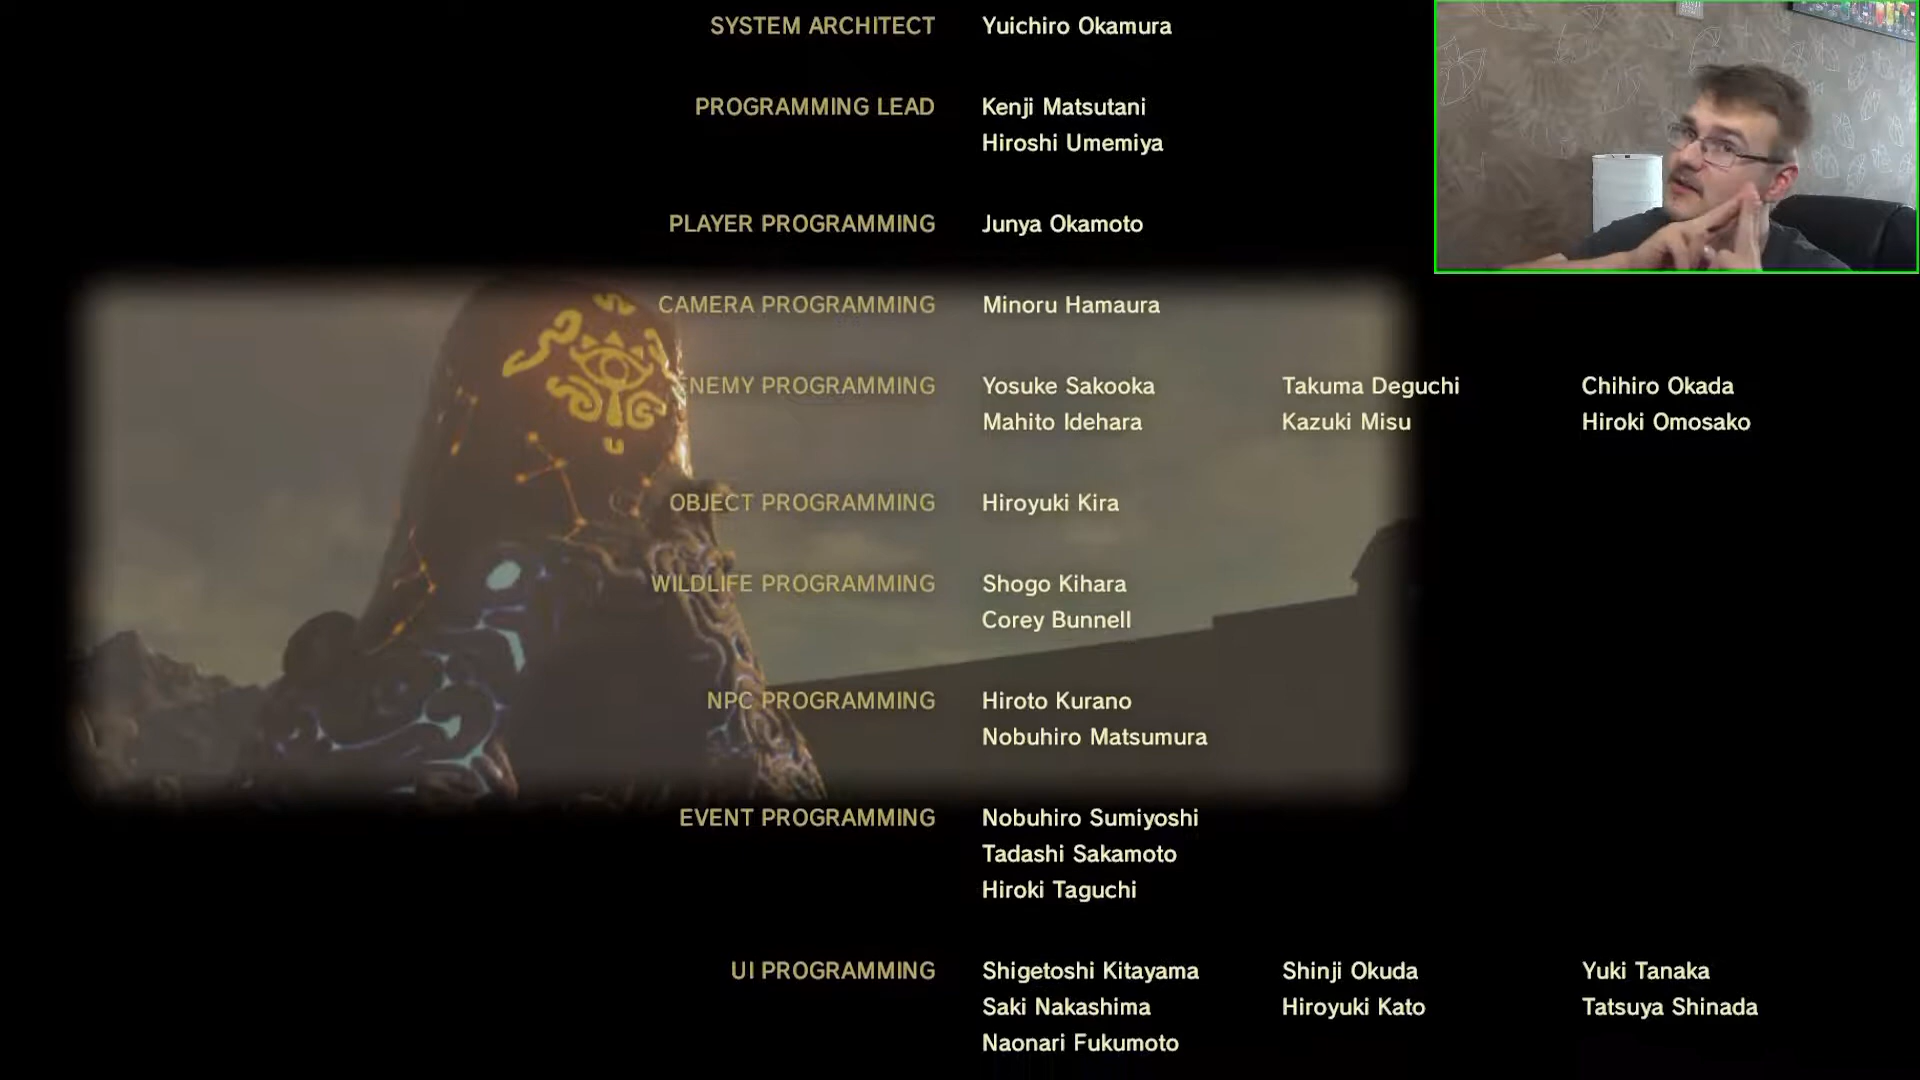 SYSTEM ARCHITECT Yuichiro Okamura
PROGRAMMING LEAD Kenji Matsutani
Hiroshi Umemiya
PLAYER PROGRAMMING Junya Okamoto
CAMERA PROGRAMMING Minoru Hamaura
ENEMY PROGRAMMING Yosuke Sakooka Takuma Deguchi Chihiro Okada
Mahito Idehara Kazuki Misu Hiroki Omosako
OBJECT PROGRAMMING Hiroyuki Kira
WILDLIFE PROGRAMMING Shogo Kihara
Corey Bunnell
NPC PROGRAMMING Hiroto Kurano
Nobuhiro Matsumura
EVENT PROGRAMMING Nobuhiro Sumiyoshi
Tadashi Sakamoto
Hiroki Taguchi
UI PROGRAMMING Shigetoshi Kitayama Shinji Okuda Yuki Tanaka
Saki Nakashima Hiroyuki Kato Tatsuya Shinada
Naonari Fukumoto